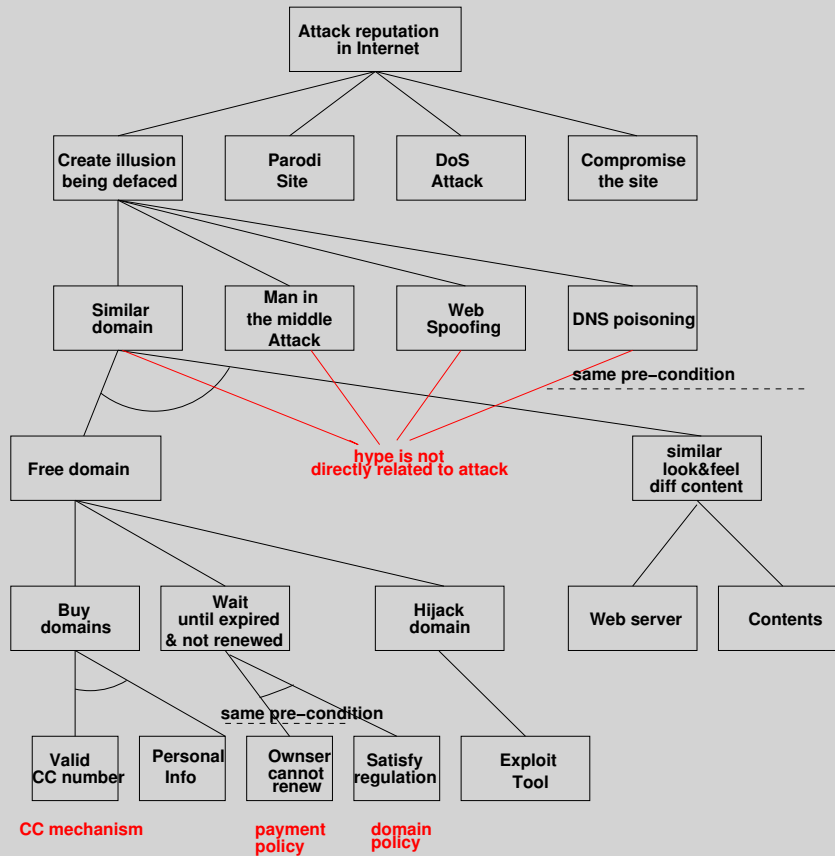 Attack reputation
in Internet
Create illusion
being defaced
Parodi
Site
DoS
Attack
Compromise
the site
Similar
domain
Man in
the middle
Attack
Web
Spoofing
DNS poisoning
same pre-condition
hype is not
directly related to attack
Free domain
similar
look&feel
diff content
Buy
domains
Wait
until expired
& not renewed
Hijack
domain
Web server
Contents
same pre-condition
Valid
CC number
Personal
Info
Ownser
cannot
renew
Satisfy
regulation
Exploit
Tool
CC mechanism
payment
policy
domain
policy